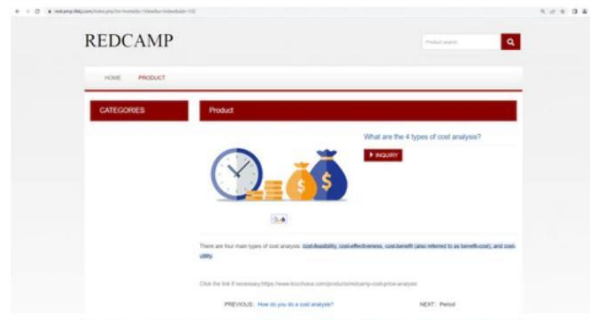 REDCAMP
Product search
HOME PRODUCT
CATEGORIES
Product
What are the 4 types of cost analysis?
INQUIRY
There are four main types of cost analysis: cost-feasibility, cost-effectiveness, cost-benefit (also referred to as benefit-cost), and cost-
utility.
Click the link if necessary
PREVIOUS: How do you do a cost analysis?
NEXT: Period